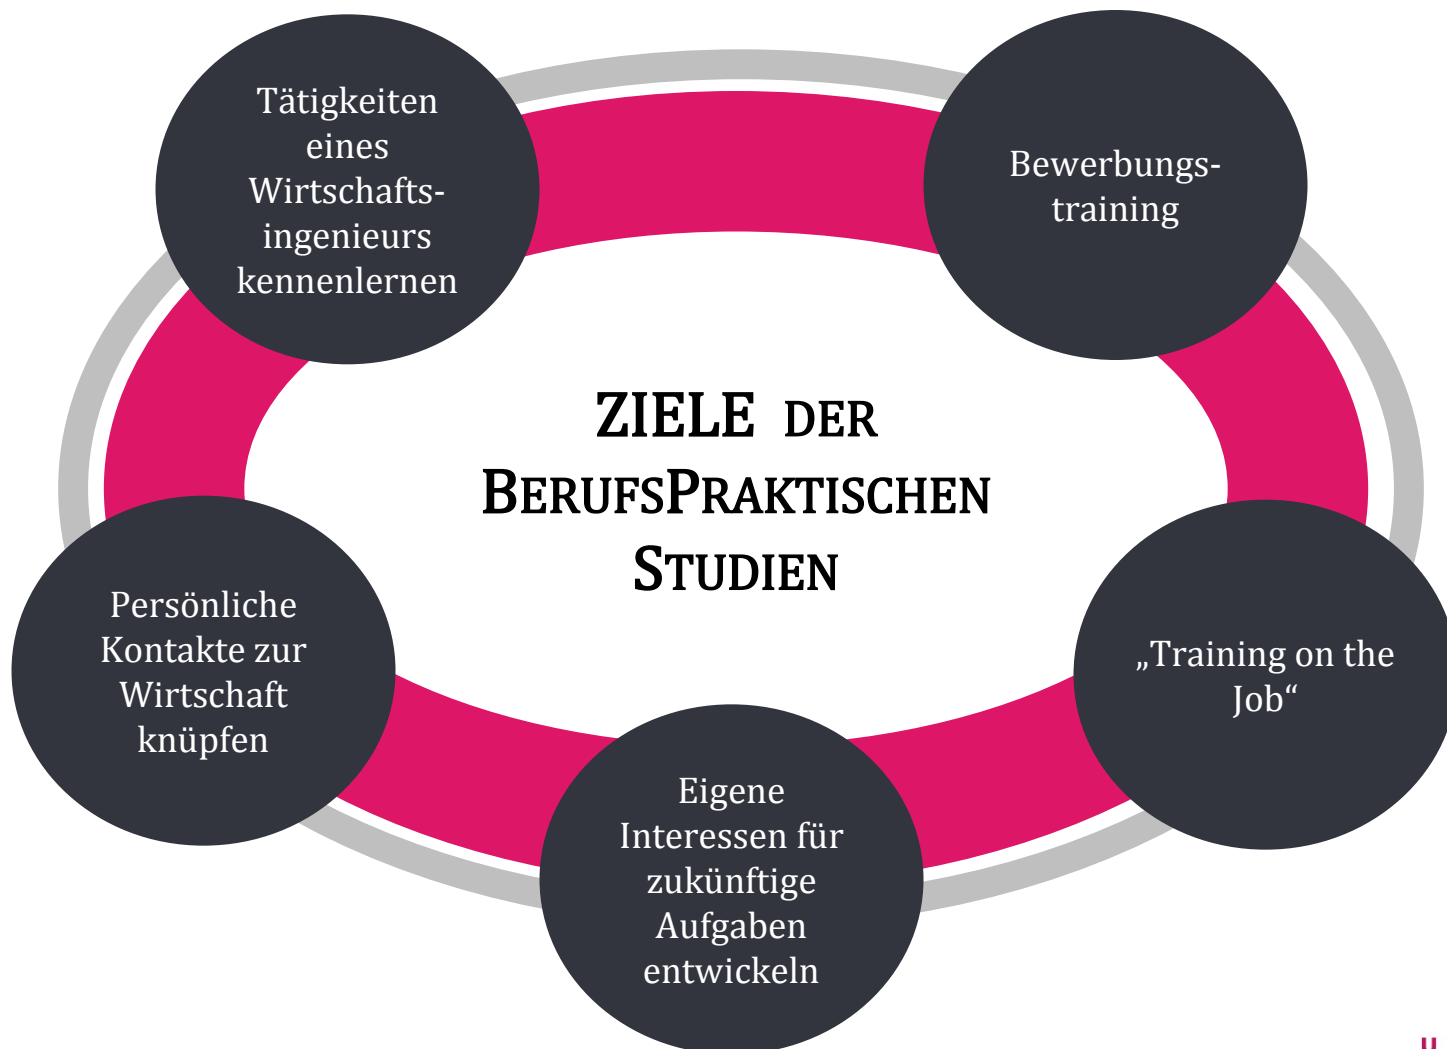 Tätigkeiten
eines
Wirtschafts-
ingenieurs
kennenlernen
Bewerbungs-
training
ZIELE DER
BERUFSPRAKTISCHEN
STUDIEN
Persönliche
Kontakte zur
Wirtschaft
knüpfen
„Training on the
Job“
Eigene
Interessen für
zukünftige
Aufgaben
entwickeln